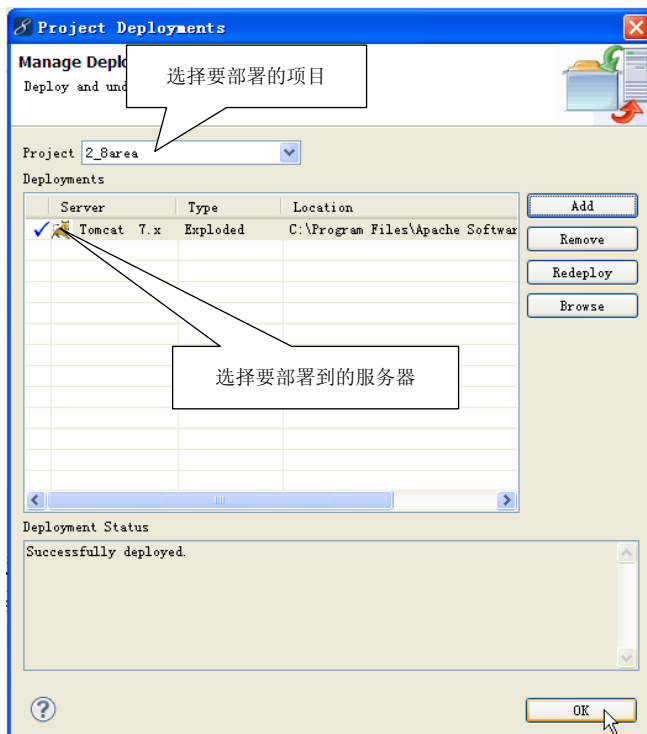 Project Deployments
Manage Depl
选择要部署的项目
Deploy and und
Project 2_8area
Deployments
Server Type Location Add
Tomcat 7.x Exploded C:\Program Files\Apache Softwar
Remove
Redeploy
Browse
选择要部署到的服务器
Deployment Status
Successfully deployed.
OK